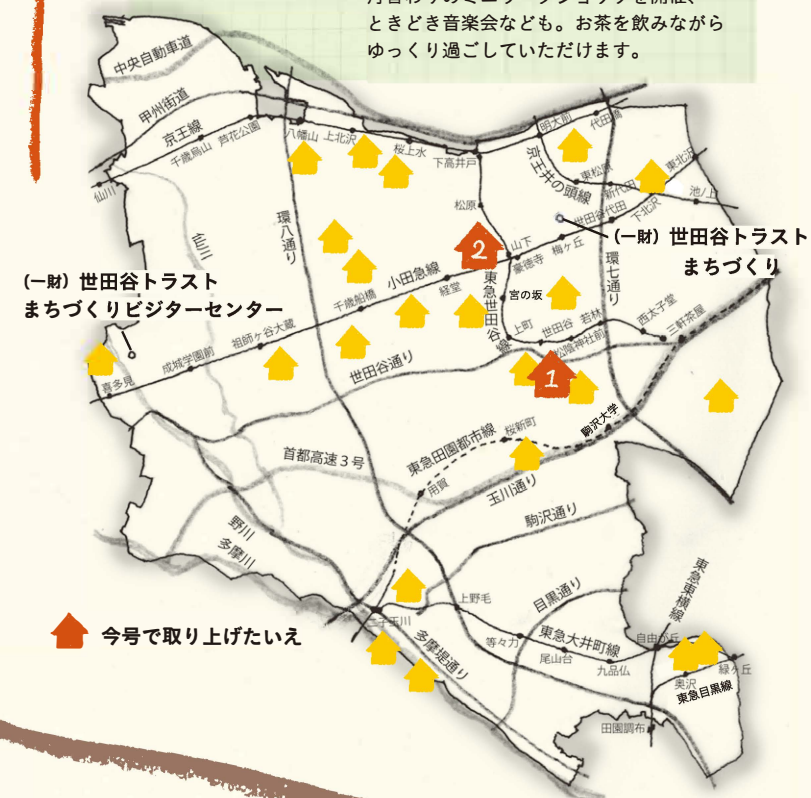 ときどき音楽会なども。お茶を飲みながら
ゆっくり過ごしていただけます。
中央自動車道
甲州街道
京王線
千歳烏山
芦花公園
八幡山
上北沢
桜上水
下高井戸
明大前
代田橋
仙川
京王井の頭線
東松原
新代田
東北沢
池ノ上
下北沢
世田谷代田
梅ヶ丘
松原
山下
豪徳寺
仙川
環八通り
環七通り
(一財) 世田谷トラスト
まちづくり
(一財) 世田谷トラスト
まちづくりビジターセンター
2
小田急線
経堂
千歳船橋
祖師ヶ谷大蔵
成城学園前
喜多見
東急世田谷線
宮の坂
上町
世田谷
若林
松陰神社前
西太子堂
三軒茶屋
1
世田谷通り
駒沢大学
桜新町
東急田園都市線
用賀
首都高速3号
玉川通り
駒沢通り
野川
多摩川
目黒通り
東急東横線
上野毛
二子玉川
多摩堤通り
等々力
東急大井町線
尾山台
九品仏
自由が丘
緑ヶ丘
奥沢
東急目黒線
田園調布
今号で取り上げたいえ